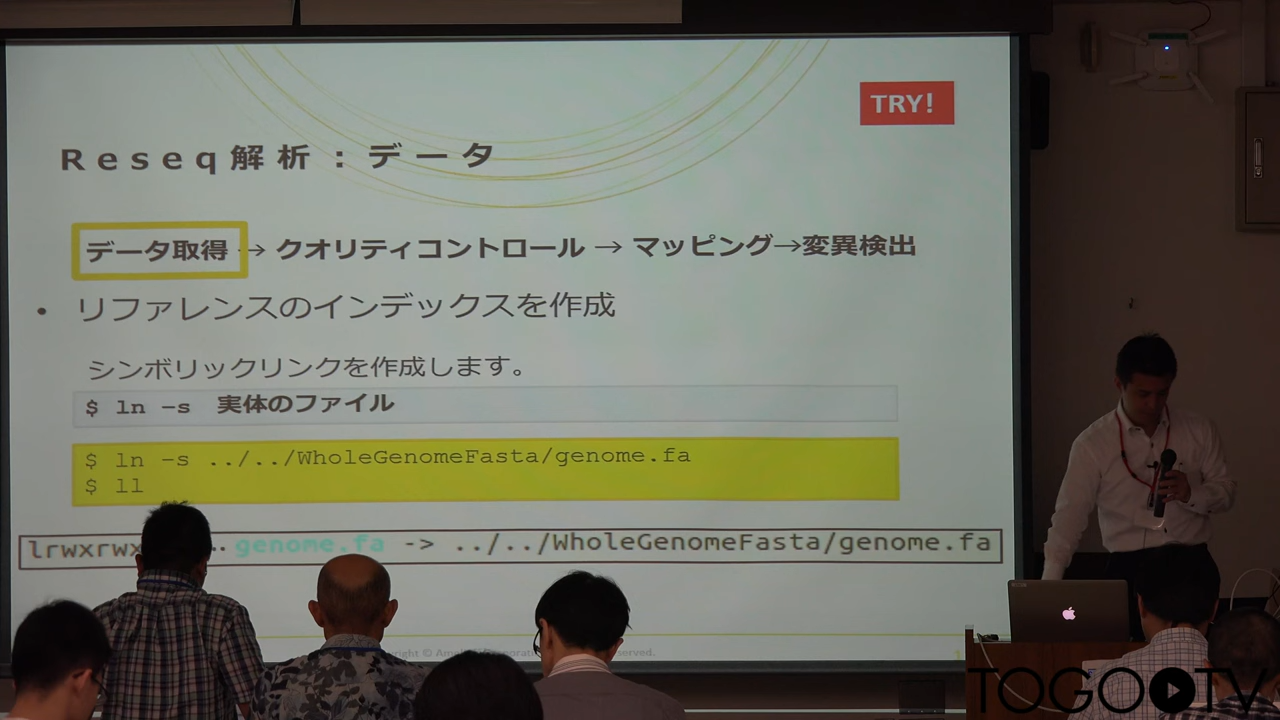 TRY!
Reseq解析：データ
データ取得 → クオリティコントロール → マッピング→変異検出
• リファレンスのインデックスを作成
シンボリックリンクを作成します。
$ ln -s 実体のファイル
$ ln -s ../../WholeGenomeFasta/genome.fa
$ ll
lrwxrwx .. genome.fa -> ../../WholeGenomeFasta/genome.fa
TOGOTV